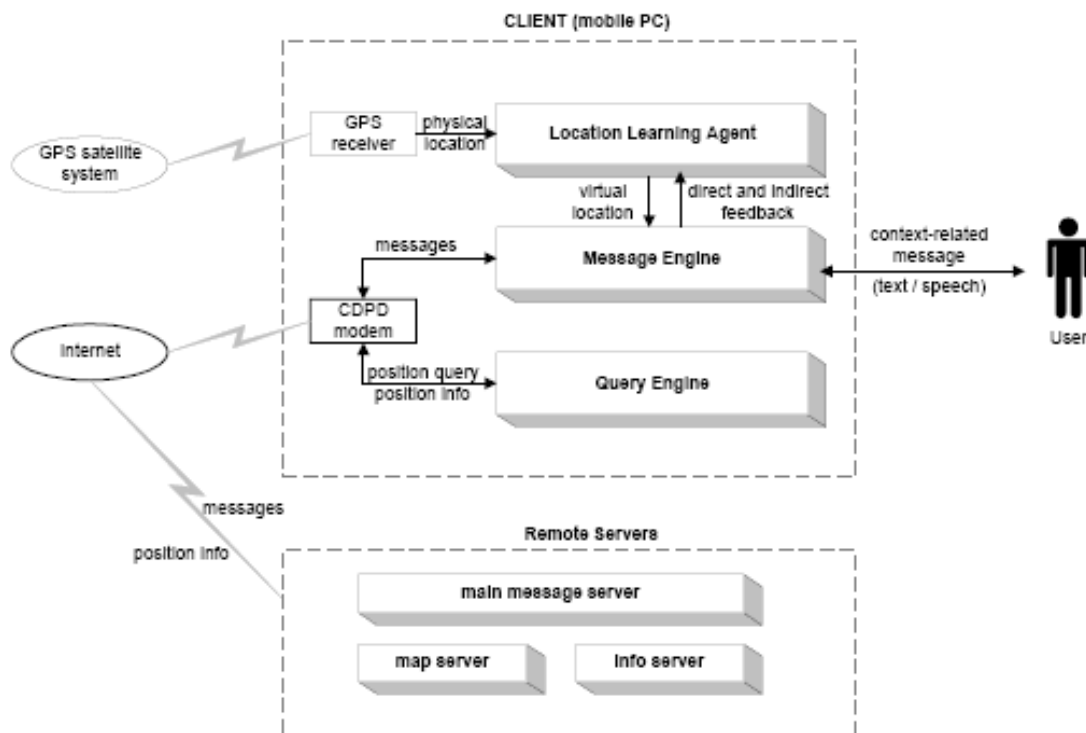 CLIENT (mobile PC)
GPS satellite
system
GPS
receiver
physical
location
Location Learning Agent
virtual
location
direct and indirect
feedback
messages
Message Engine
context-related
message
(text / speech)
User
CDPD
modem
Internet
position query
position info
Query Engine
messages
position info
Remote Servers
main message server
map server
info server